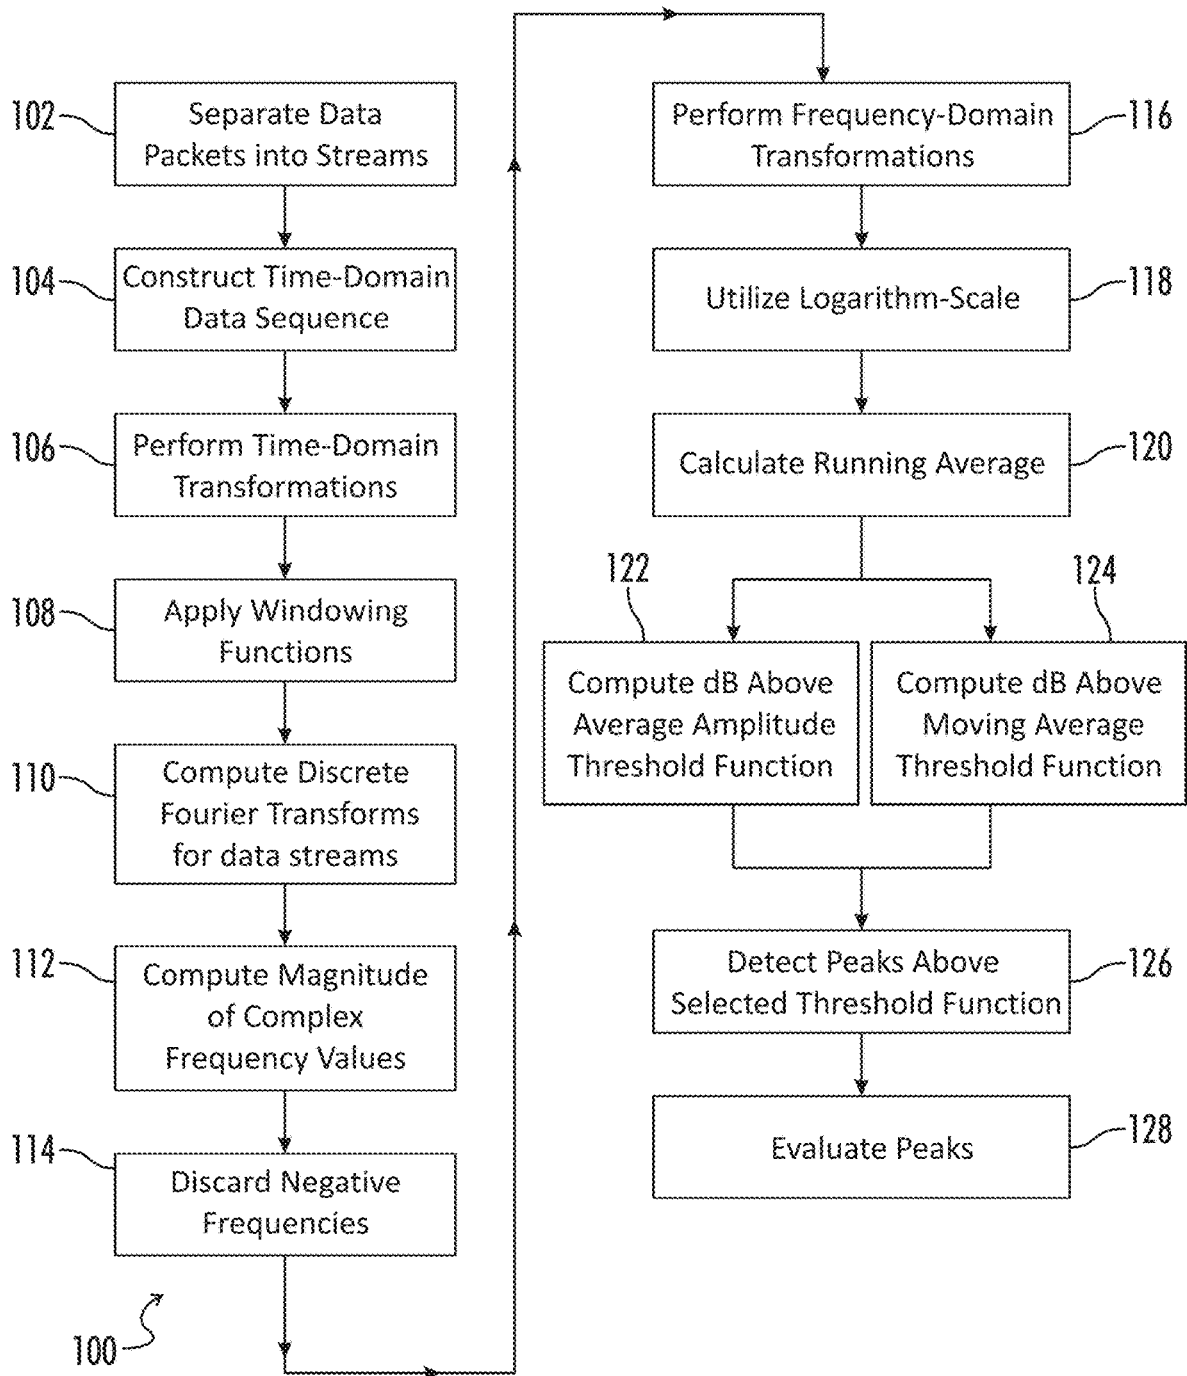 102
Separate Data
Packets into Streams
104
Construct Time-Domain
Data Sequence
106
Perform Time-Domain
Transformations
108
Apply Windowing
Functions
110
Compute Discrete
Fourier Transforms
for data streams
112
Compute Magnitude
of Complex
Frequency Values
114
Discard Negative
Frequencies
100
Perform Frequency-Domain
Transformations
116
Utilize Logarithm-Scale
118
Calculate Running Average
120
122
Compute dB Above
Average Amplitude
Threshold Function
124
Compute dB Above
Moving Average
Threshold Function
Detect Peaks Above
Selected Threshold Function
126
Evaluate Peaks
128